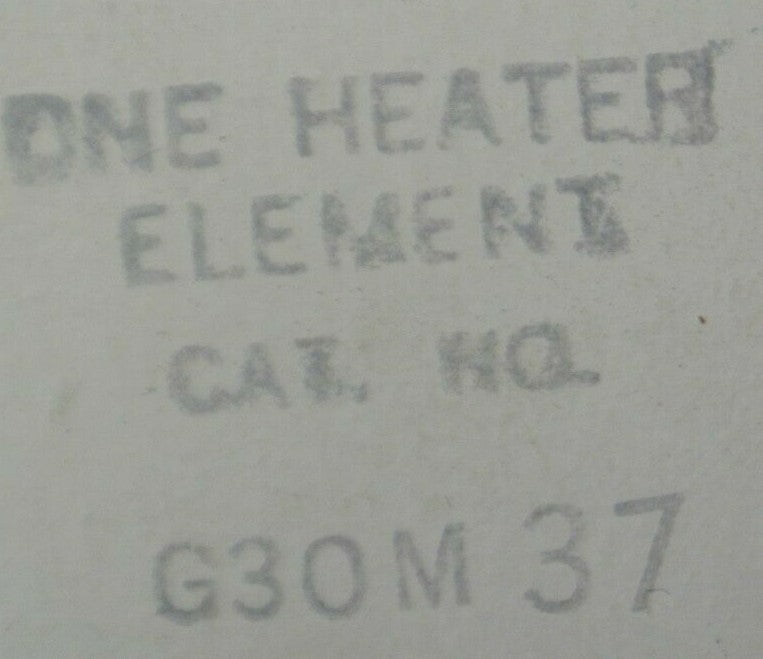 ONE HEATER
ELEMENT
CAT. NO.
G30M 37